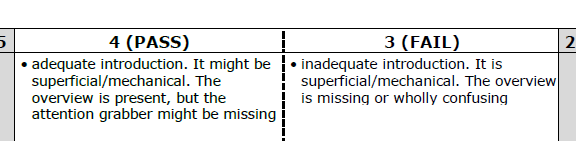 5 4 (PASS) 3 (FAIL) 2
• adequate introduction. It might be
superficial/mechanical. The
overview is present, but the
attention grabber might be missing
• inadequate introduction. It is
superficial/mechanical. The overview
is missing or wholly confusing